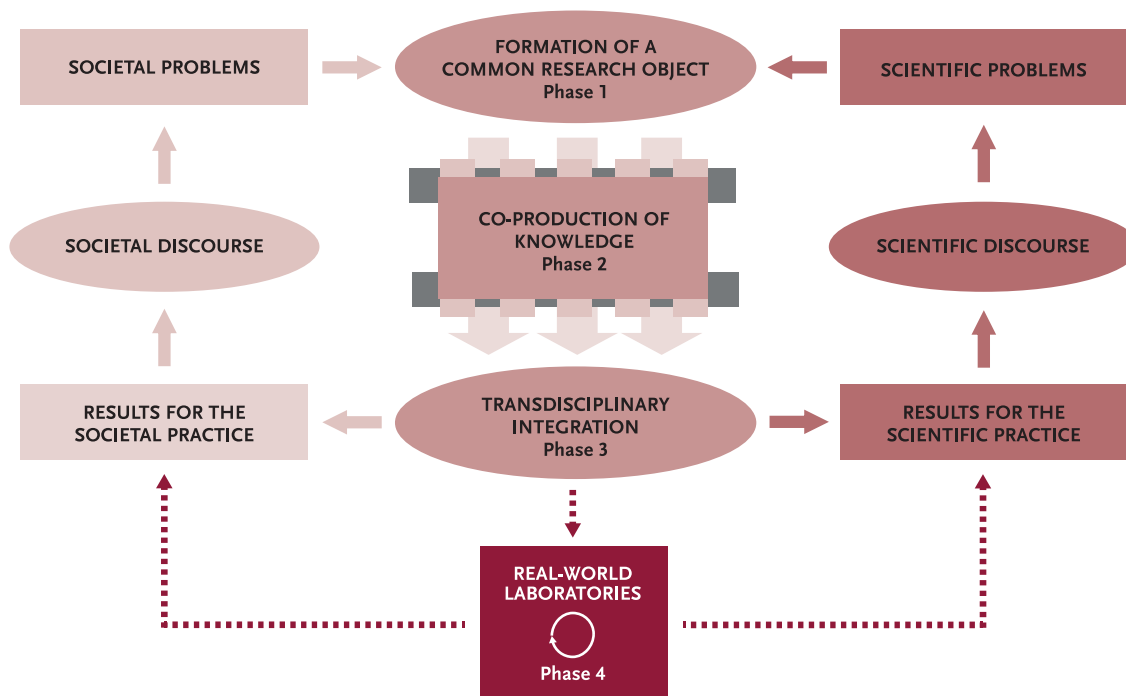 SOCIETAL PROBLEMS
FORMATION OF A
COMMON RESEARCH OBJECT
Phase 1
SCIENTIFIC PROBLEMS
SOCIETAL DISCOURSE
CO-PRODUCTION OF
KNOWLEDGE
Phase 2
SCIENTIFIC DISCOURSE
RESULTS FOR THE
SOCIETAL PRACTICE
TRANSDISCIPLINARY
INTEGRATION
Phase 3
RESULTS FOR THE
SCIENTIFIC PRACTICE
REAL-WORLD
LABORATORIES
Phase 4